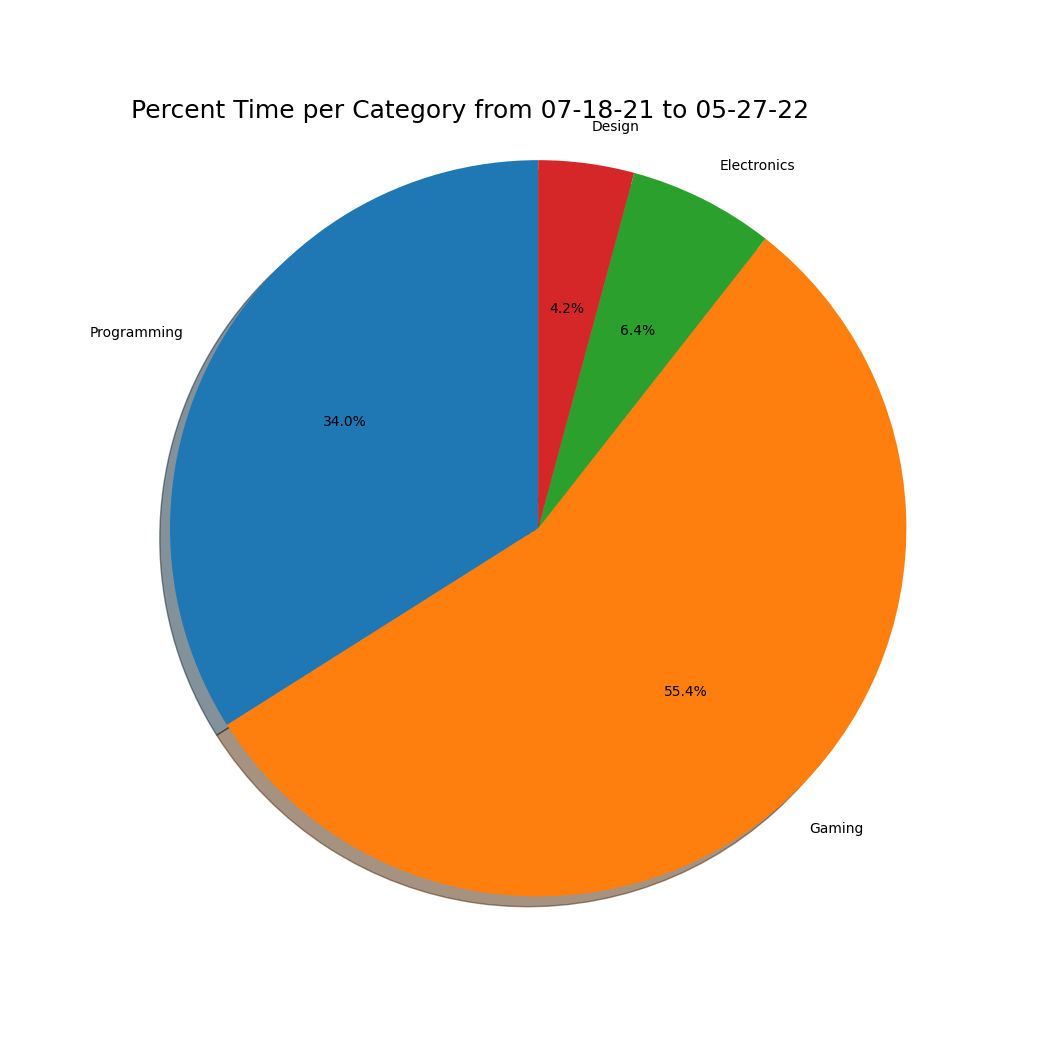 Percent Time per Category from 07-18-21 to 05-27-22
Design
Electronics
4.2%
6.4%
Programming
34.0%
55.4%
Gaming